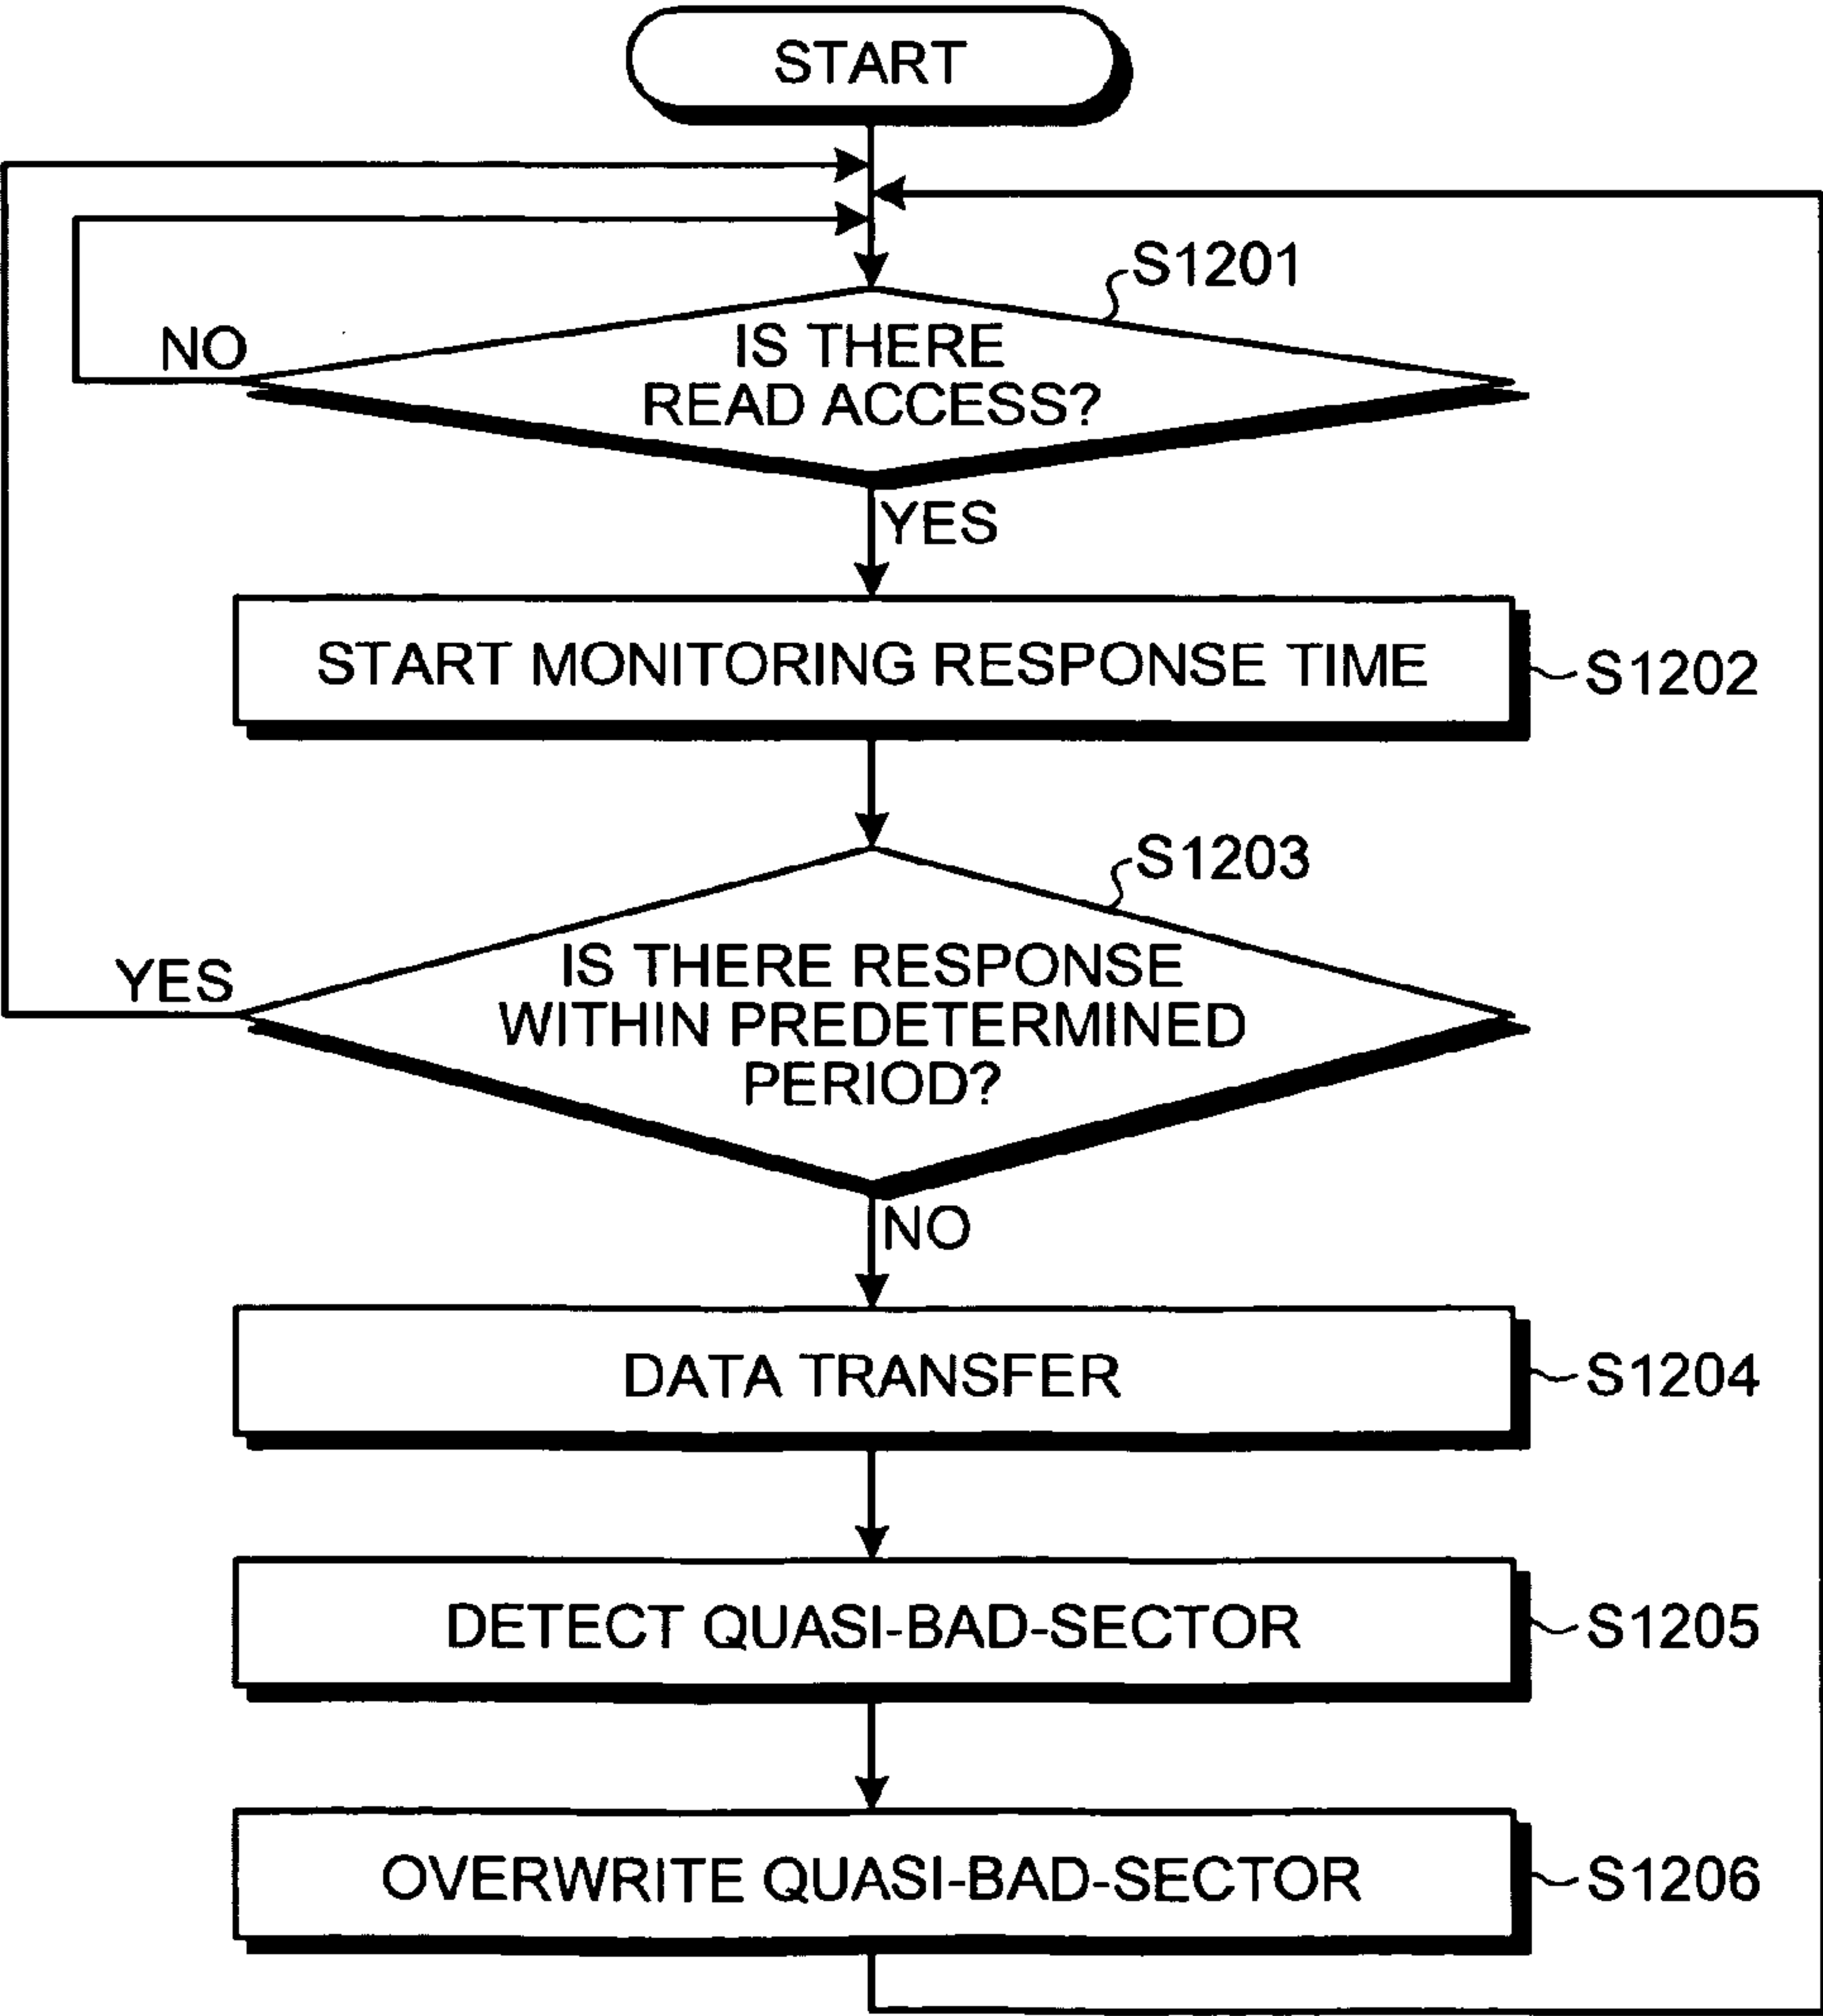 START
S1201
NO
IS THERE
READ ACCESS?
YES
START MONITORING RESPONSE TIME
S1202
S1203
YES
IS THERE RESPONSE
WITHIN PREDETERMINED
PERIOD?
NO
DATA TRANSFER
S1204
DETECT QUASI-BAD-SECTOR
S1205
OVERWRITE QUASI-BAD-SECTOR
S1206